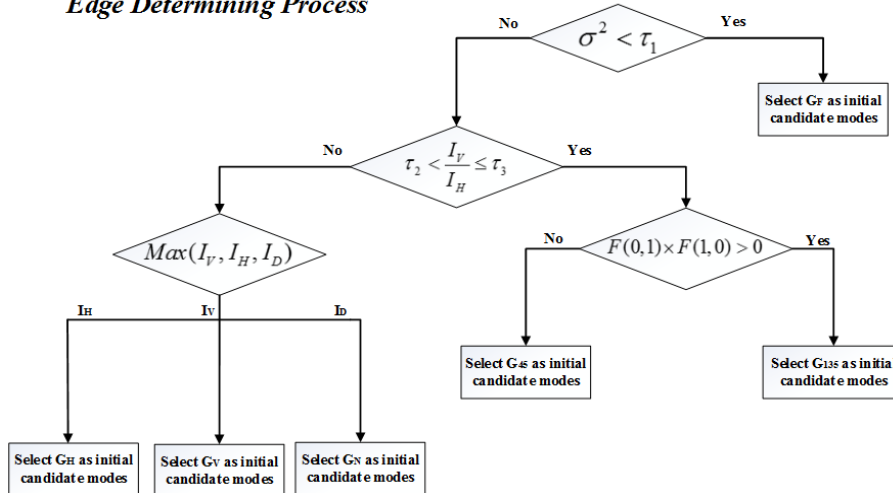 Edge Determining Process
No
σ² < τ₁
Yes
Select GF as initial
candidate modes
No
τ₂ < I_V / I_H ≤ τ₃
Yes
Max(I_V, I_H, I_D)
No
F(0,1)×F(1,0) > 0
Yes
IH
IV
ID
Select G45 as initial
candidate modes
Select G135 as initial
candidate modes
Select GH as initial
candidate modes
Select GV as initial
candidate modes
Select GN as initial
candidate modes